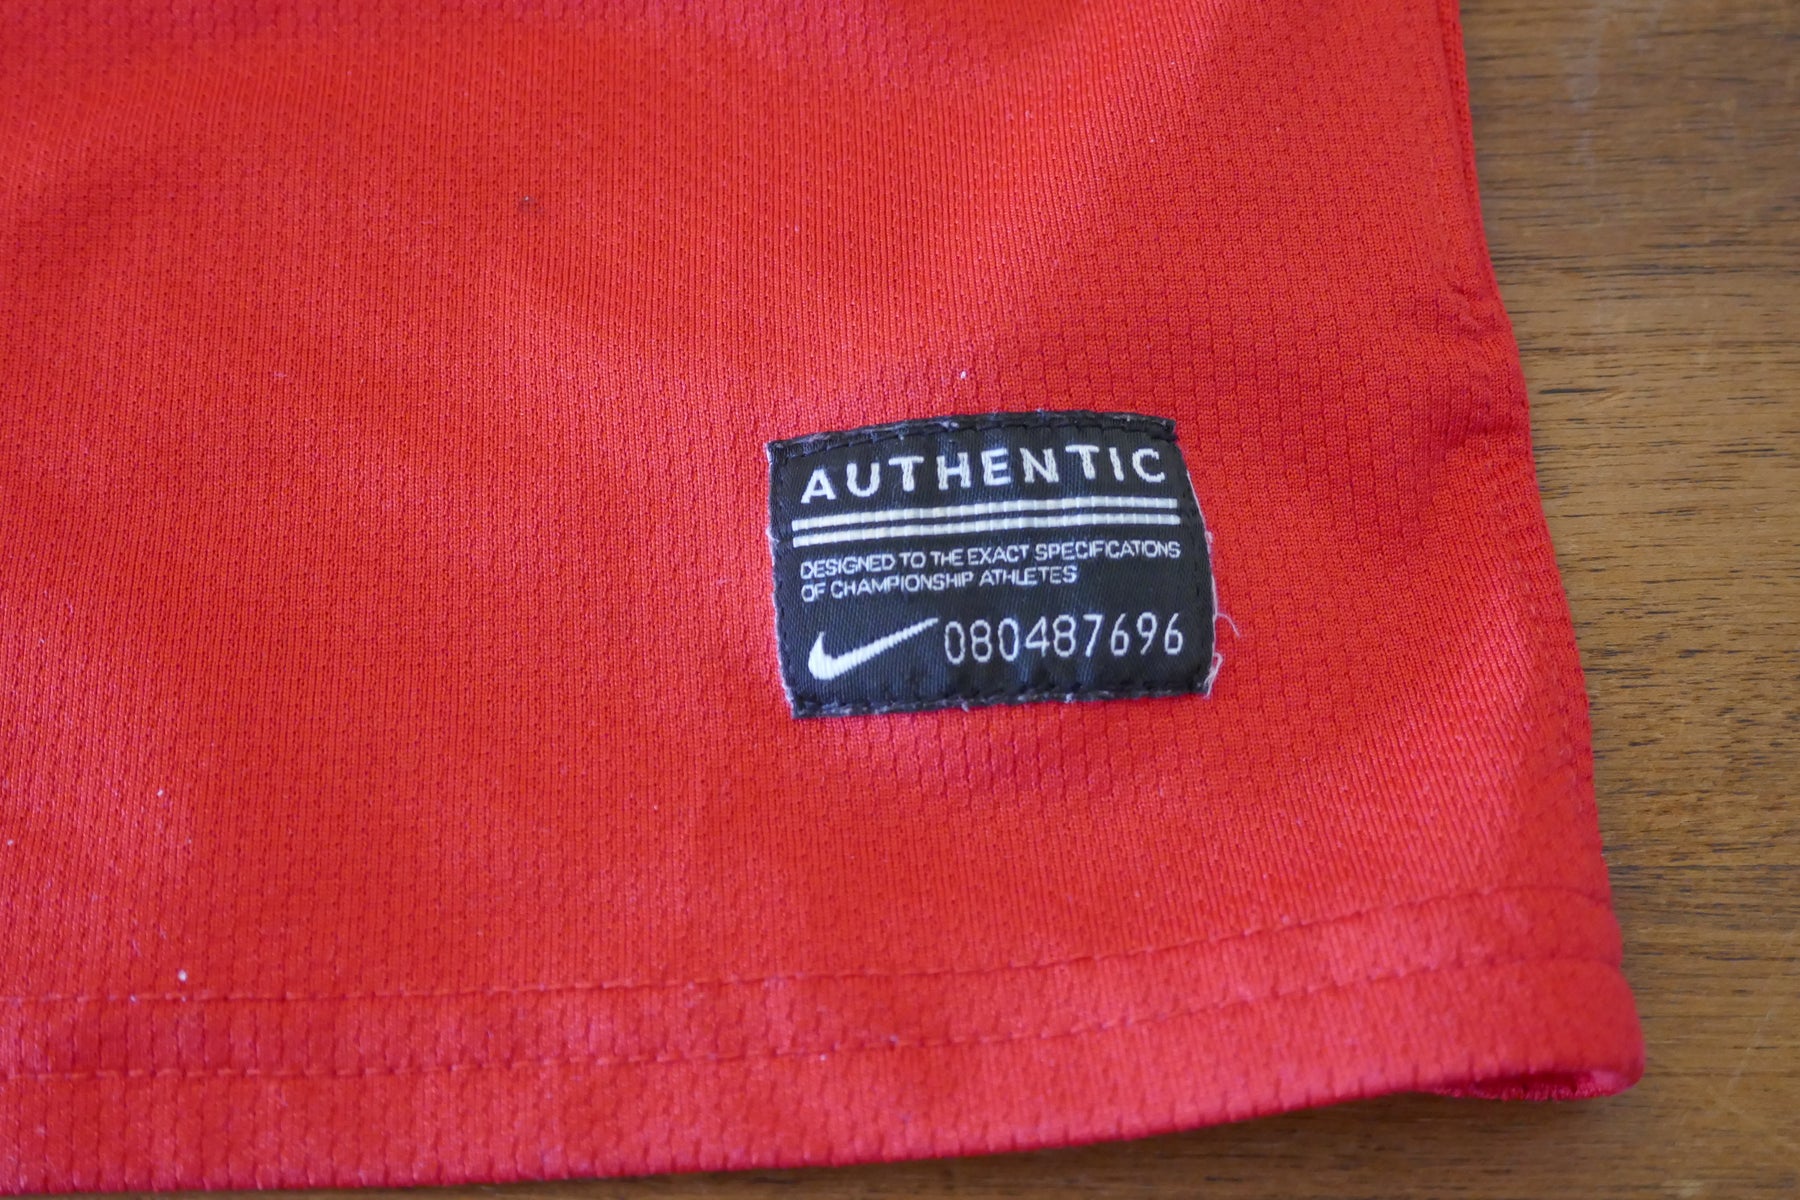 AUTHENTIC
DESIGNED TO THE EXACT SPECIFICATIONS
OF CHAMPIONSHIP ATHLETES
080487696